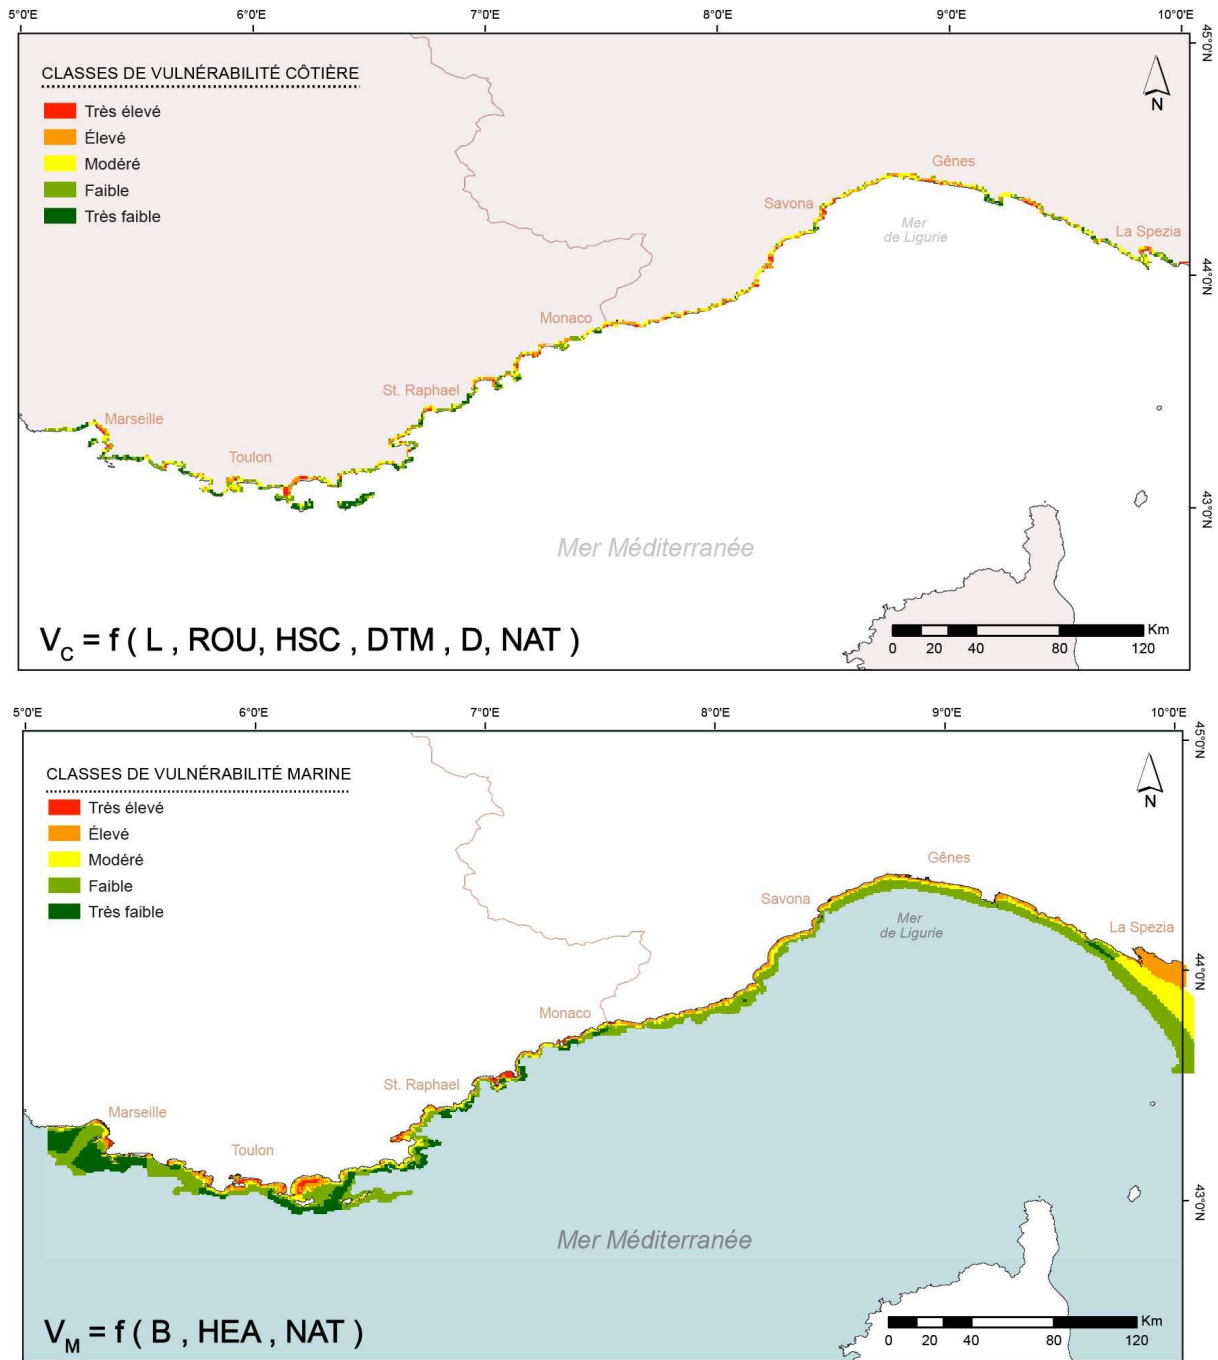 5°0'E 6°0'E 7°0'E 8°0'E 9°0'E 10°0'E
45°0'N
CLASSES DE VULNÉRABILITÉ CÔTIÈRE
Très élevé
Élevé
Modéré
Faible
Très faible
N
Gênes
Savona
Mer
de Ligurie
La Spezia
44°0'N
Monaco
St. Raphael
Marseille
Toulon
43°0'N
Mer Méditerranée
V_C = f ( L , ROU, HSC , DTM , D, NAT )
Km
0 20 40 80 120
5°0'E 6°0'E 7°0'E 8°0'E 9°0'E 10°0'E
45°0'N
CLASSES DE VULNÉRABILITÉ MARINE
Très élevé
Élevé
Modéré
Faible
Très faible
N
Gênes
Savona
Mer
de Ligurie
La Spezia
44°0'N
Monaco
St. Raphael
Marseille
Toulon
43°0'N
Mer Méditerranée
V_M = f ( B , HEA , NAT )
Km
0 20 40 80 120